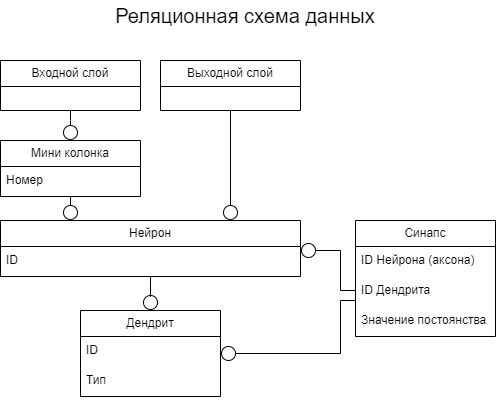 Реляционная схема данных
Входной слой
Выходной слой
Мини колонка
Номер
Нейрон
ID
Синапс
ID Нейрона (аксона)
ID Дендрита
Значение постоянства
Дендрит
ID
Тип